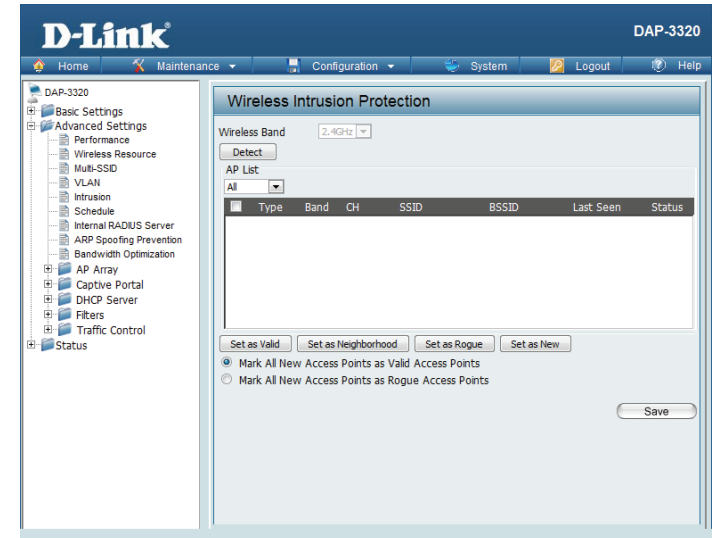 D-Link®
DAP-3320
Home Maintenance Configuration System Logout Help
DAP-3320
Basic Settings
Advanced Settings
Performance
Wireless Resource
Multi-SSID
VLAN
Intrusion
Schedule
Internal RADIUS Server
ARP Spoofing Prevention
Bandwidth Optimization
AP Array
Captive Portal
DHCP Server
Filters
Traffic Control
Status
Wireless Intrusion Protection
Wireless Band 2.4GHz
Detect
AP List
All
Type Band CH SSID BSSID Last Seen Status
Set as Valid Set as Neighborhood Set as Rogue Set as New
Mark All New Access Points as Valid Access Points
Mark All New Access Points as Rogue Access Points
Save